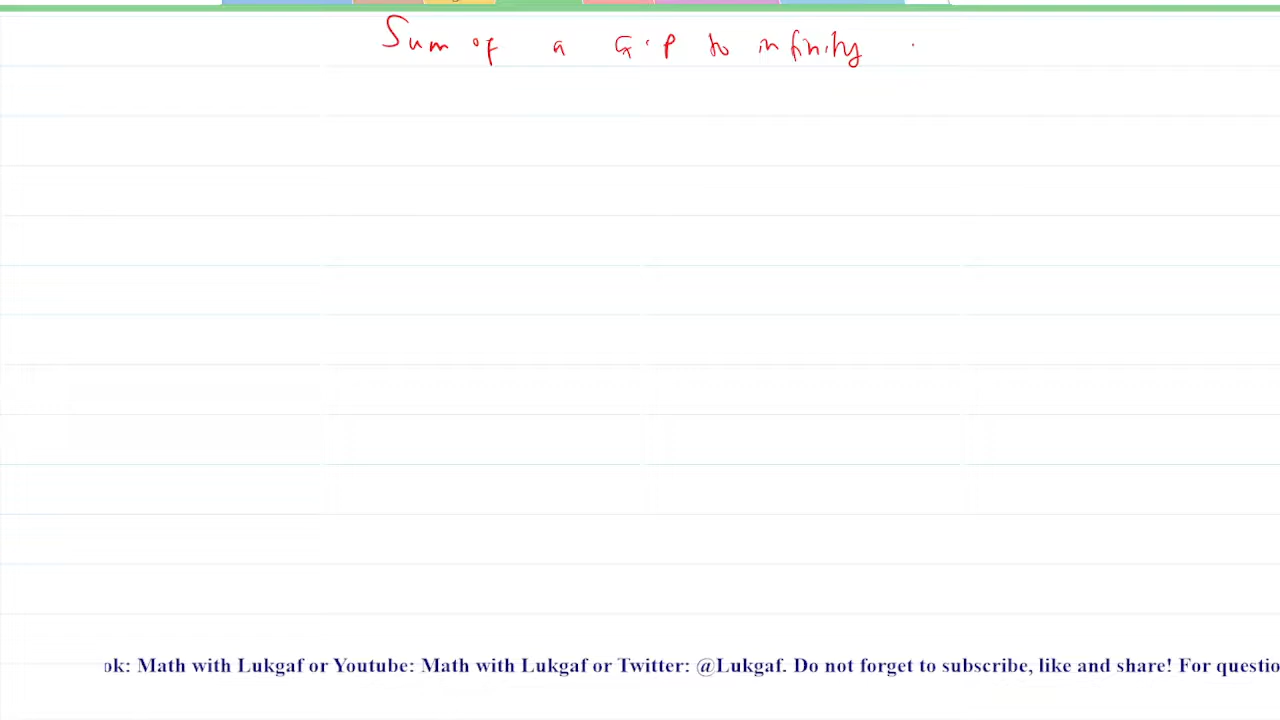 Sum of a G.P to infinity .
ok: Math with Lukgaf or Youtube: Math with Lukgaf or Twitter: @Lukgaf. Do not forget to subscribe, like and share! For questio